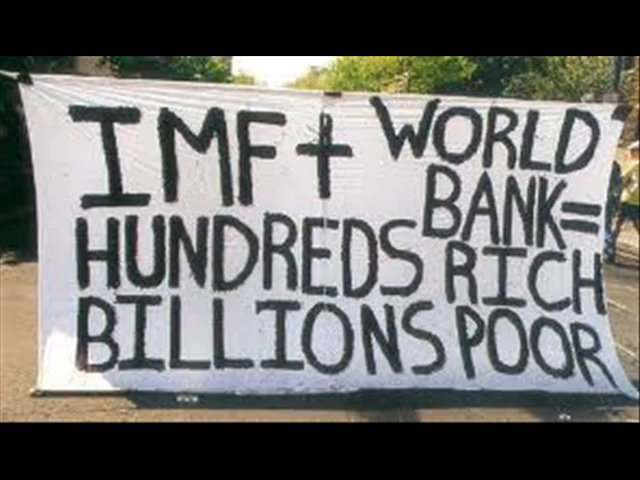 IMF + WORLD
BANK =
HUNDREDS RICH
BILLIONS POOR